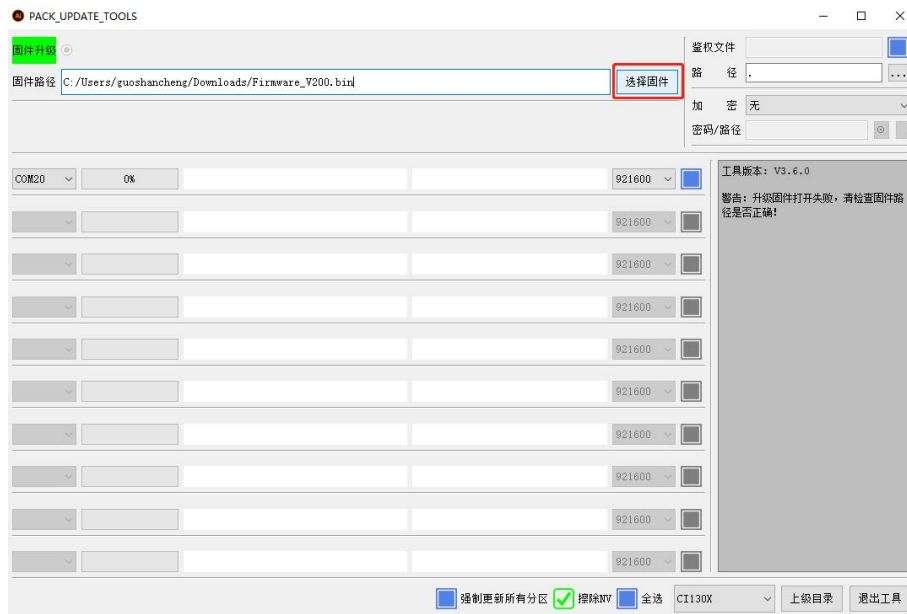 PACK_UPDATE_TOOLS
固件升级
固件路径 C:/Users/guoshancheng/Downloads/Firmware_V200.bin 选择固件
鉴权文件
路 径 . ...
加 密 无
密码/路径
COM20 0% 921600
921600
921600
921600
921600
921600
921600
921600
921600
921600
工具版本: V3.6.0
警告: 升级固件打开失败, 请检查固件路
径是否正确!
强制更新所有分区 擦除NV 全选 CI130X 上级目录 退出工具